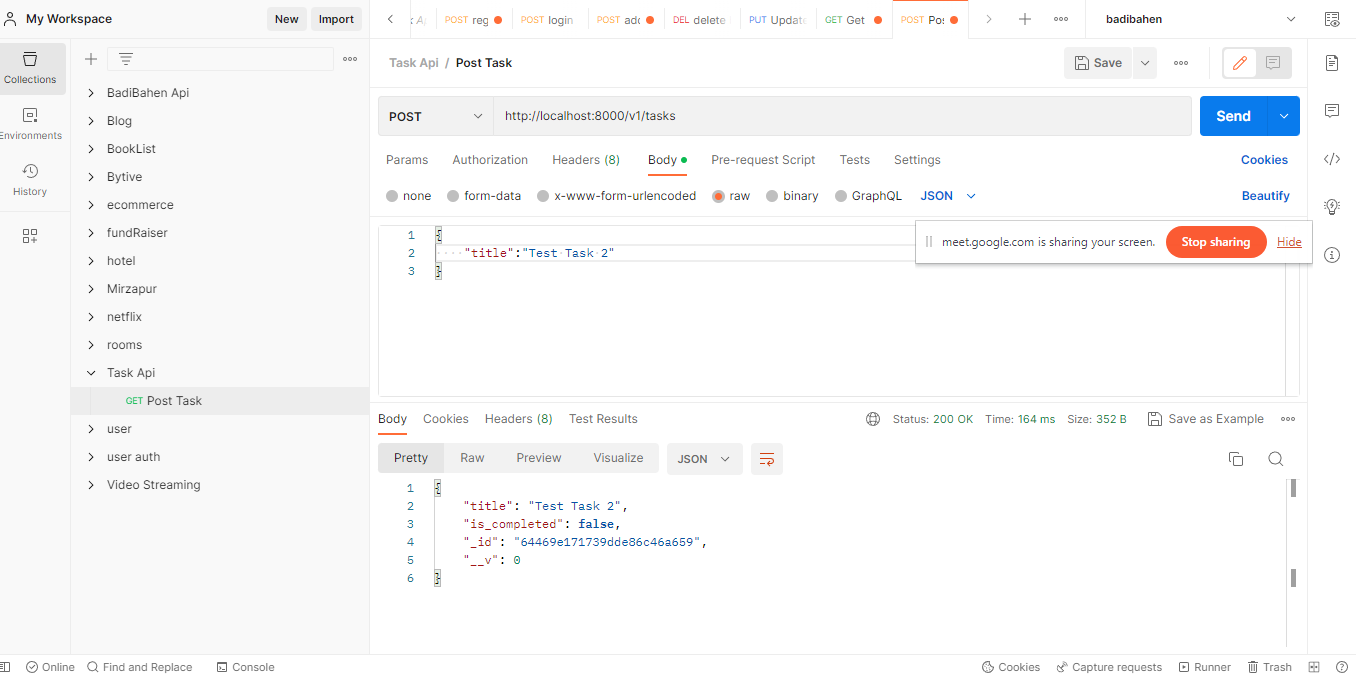 My Workspace New Import
POST reg POST login POST add DEL delete PUT Update GET Get POST Pos badibahen
Collections
Environments
History
BadiBahen Api
Blog
BookList
Bytive
ecommerce
fundRaiser
hotel
Mirzapur
netflix
rooms
Task Api
GET Post Task
user
user auth
Video Streaming
Task Api / Post Task Save
POST http://localhost:8000/v1/tasks Send
Params Authorization Headers (8) Body Pre-request Script Tests Settings Cookies
none form-data x-www-form-urlencoded raw binary GraphQL JSON Beautify
1 {
2 "title":"Test Task 2"
3 }
meet.google.com is sharing your screen. Stop sharing Hide
Body Cookies Headers (8) Test Results Status: 200 OK Time: 164 ms Size: 352 B Save as Example
Pretty Raw Preview Visualize JSON
1 {
2 "title": "Test Task 2",
3 "is_completed": false,
4 "_id": "64469e171739dde86c46a659",
5 "__v": 0
6 }
Online Find and Replace Console Cookies Capture requests Runner Trash